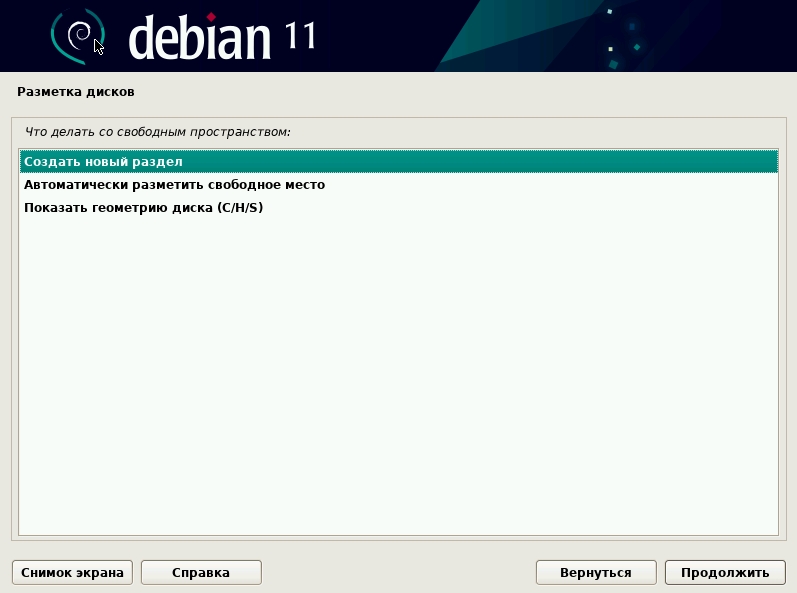 debian 11
Разметка дисков
Что делать со свободным пространством:
Создать новый раздел
Автоматически разметить свободное место
Показать геометрию диска (C/H/S)
Снимок экрана
Справка
Вернуться
Продолжить